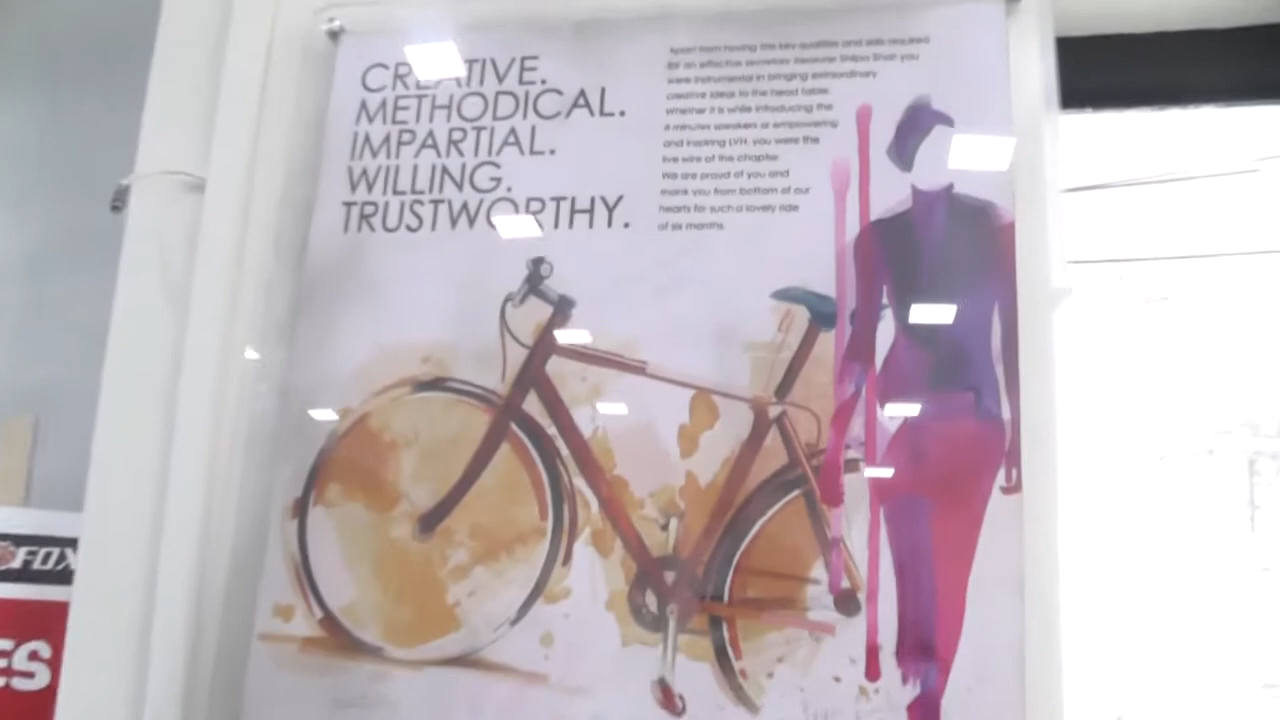 CREATIVE.
METHODICAL.
IMPARTIAL.
WILLING.
TRUSTWORTHY.
Apart from having the key qualities and skills required
for an effective secretary treasurer Shilpa Shah you
were instrumental in bringing extraordinary
creative ideas to the head table.
Whether it is while introducing the
8 minutes speakers or empowering
and inspiring LVH, you were the
live wire of the chapter.
We are proud of you and
thank you from bottom of our
hearts for such a lovely ride
of six months.
FOX
ES